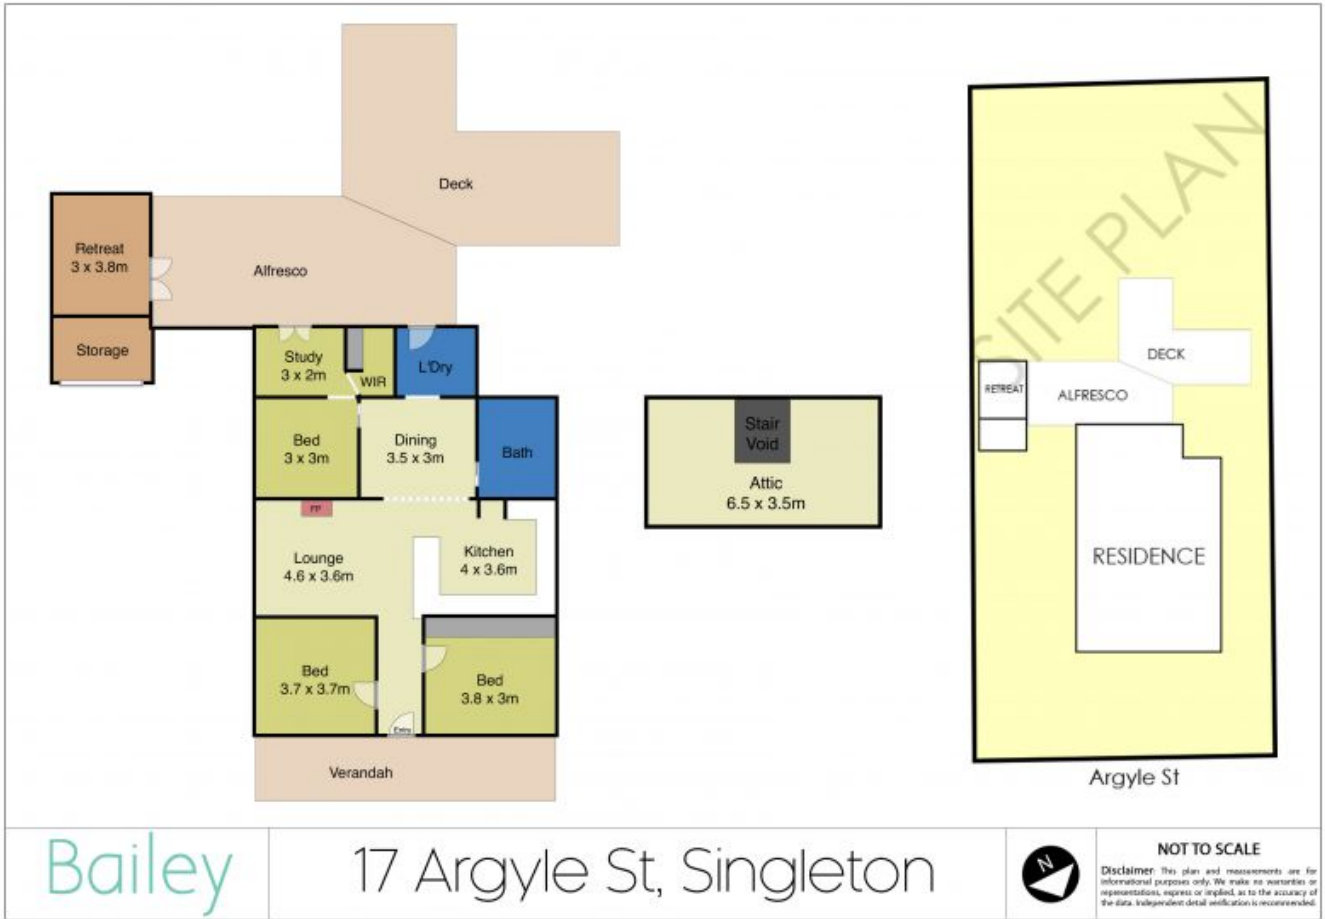 Deck
Retreat
3 x 3.8m
Alfresco
Storage
Study
3 x 2m
WIR
L'Dry
Bed
3 x 3m
Dining
3.5 x 3m
Bath
FP
Lounge
4.6 x 3.6m
Kitchen
4 x 3.6m
Bed
3.7 x 3.7m
Bed
3.8 x 3m
Entry
Verandah
Stair
Void
Attic
6.5 x 3.5m
SITE PLAN
DECK
RETREAT
ALFRESCO
RESIDENCE
Argyle St
Bailey
17 Argyle St, Singleton
N
NOT TO SCALE
Disclaimer: This plan and measurements are for
informational purposes only. We make no warranties or
representations, express or implied, as to the accuracy of
the data. Independent detail verification is recommended.